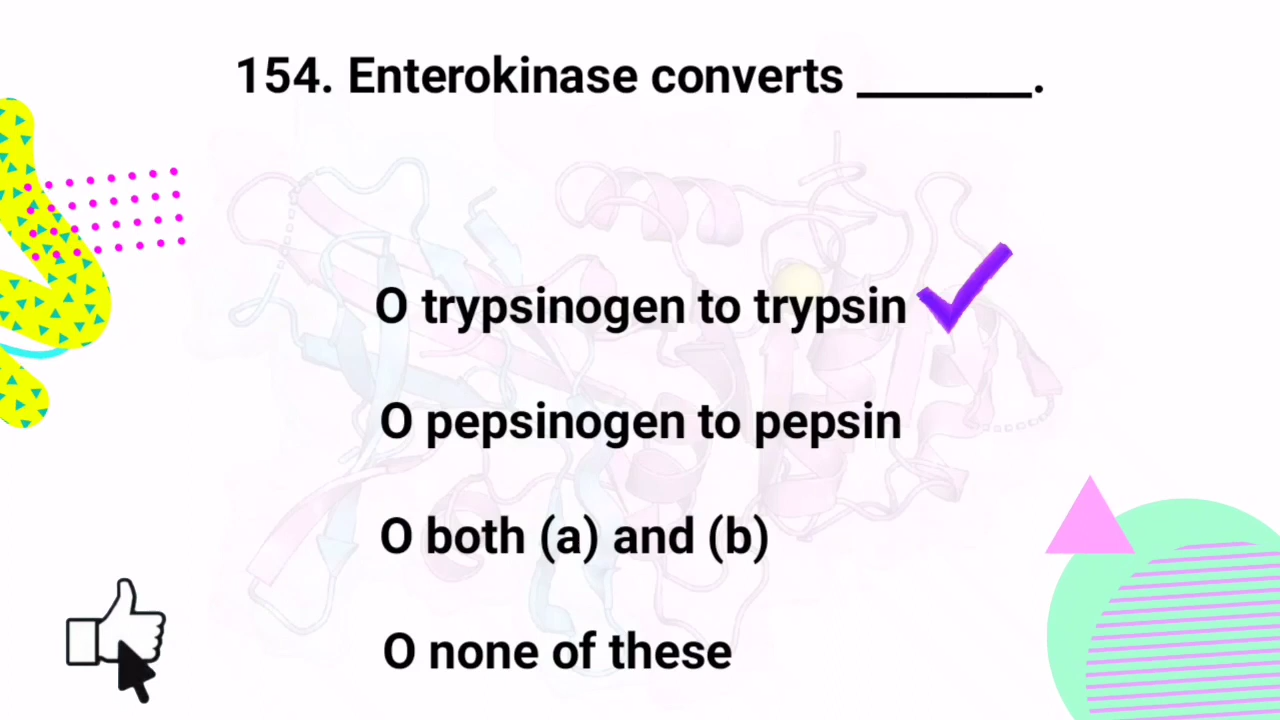 154. Enterokinase converts _______.
O trypsinogen to trypsin
O pepsinogen to pepsin
O both (a) and (b)
O none of these